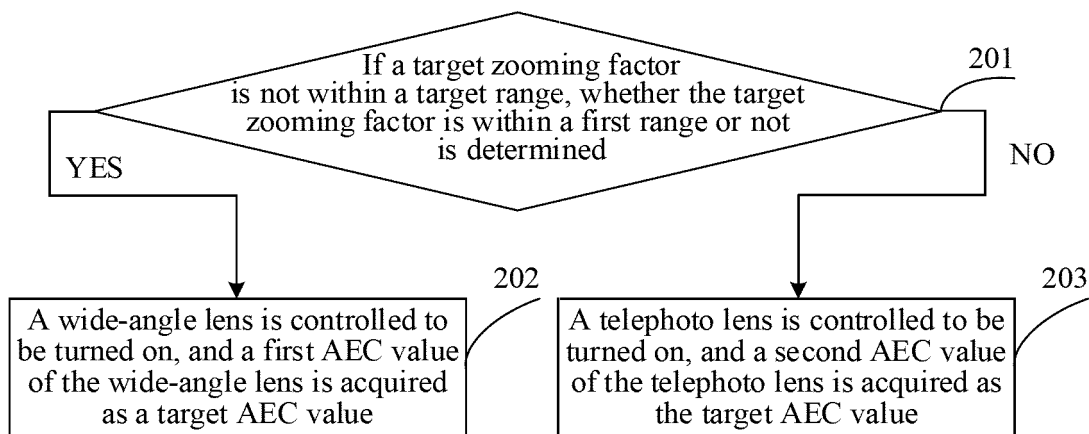 If a target zooming factor
is not within a target range, whether the target
zooming factor is within a first range or not
is determined
201
YES
NO
202
203
A wide-angle lens is controlled to
be turned on, and a first AEC value
of the wide-angle lens is acquired
as a target AEC value
A telephoto lens is controlled to be
turned on, and a second AEC value
of the telephoto lens is acquired as
the target AEC value